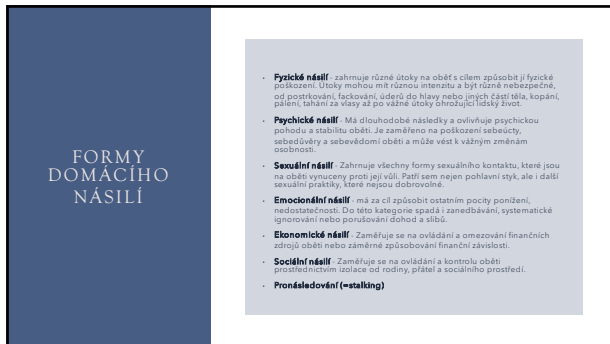 FORMY
DOMÁCÍHO
NÁSILÍ
• Fyzické násilí - zahrnuje různé útoky na oběť s cílem způsobit jí fyzické
poškození. Útoky mohou mít různou intenzitu a být různě nebezpečné,
od postrkování, fackování, úderů do hlavy nebo jiných částí těla, kopání,
pálení, tahání za vlasy až po vážné útoky ohrožující lidský život.
• Psychické násilí - Má dlouhodobé následky a ovlivňuje psychickou
pohodu a stabilitu oběti. Je zaměřeno na poškození sebeúcty,
sebedůvěry a sebevědomí oběti a může vést k vážným změnám
osobnosti.
• Sexuální násilí - Zahrnuje všechny formy sexuálního kontaktu, které jsou
na oběti vynuceny proti její vůli. Patří sem nejen pohlavní styk, ale i další
sexuální praktiky, které nejsou dobrovolné.
• Emocionální násilí - má za cíl způsobit ostatním pocity ponížení,
nedostatečnosti. Do této kategorie spadá i zanedbávání, systematické
ignorování nebo porušování dohod a slibů.
• Ekonomické násilí - Zaměřuje se na ovládání a omezování finančních
zdrojů oběti nebo záměrné způsobování finanční závislosti.
• Sociální násilí - Zaměřuje se na ovládání a kontrolu oběti
prostřednictvím izolace od rodiny, přátel a sociálního prostředí.
• Pronásledování (=stalking)